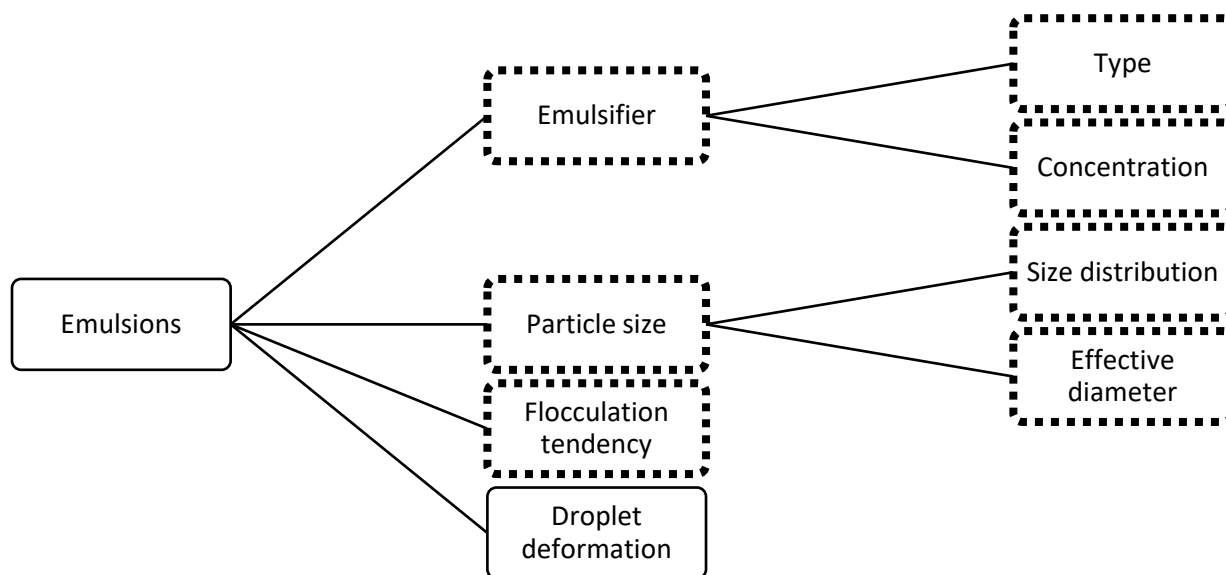 Type
Emulsifier
Concentration
Size distribution
Emulsions
Particle size
Effective
diameter
Flocculation
tendency
Droplet
deformation